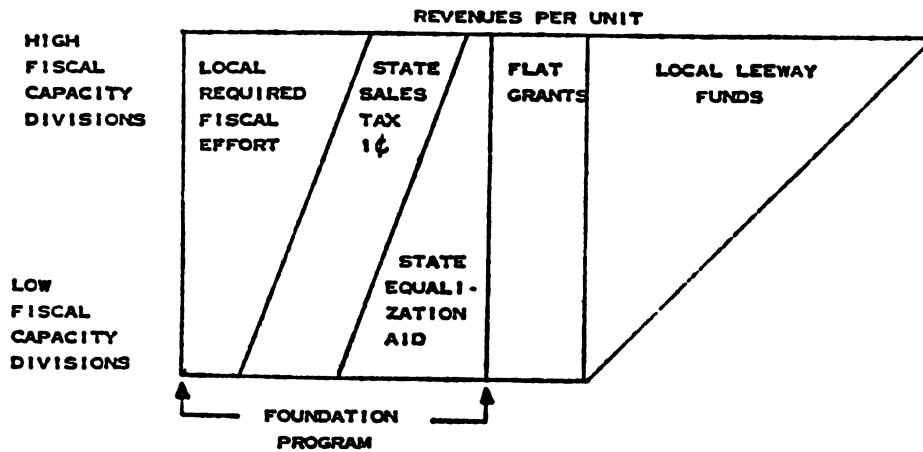 REVENUES PER UNIT
HIGH
FISCAL
CAPACITY
DIVISIONS
LOCAL
REQUIRED
FISCAL
EFFORT
STATE
SALES
TAX
1¢
FLAT
GRANTS
LOCAL LEEWAY
FUNDS
LOW
FISCAL
CAPACITY
DIVISIONS
STATE
EQUALI-
ZATION
AID
FOUNDATION
PROGRAM